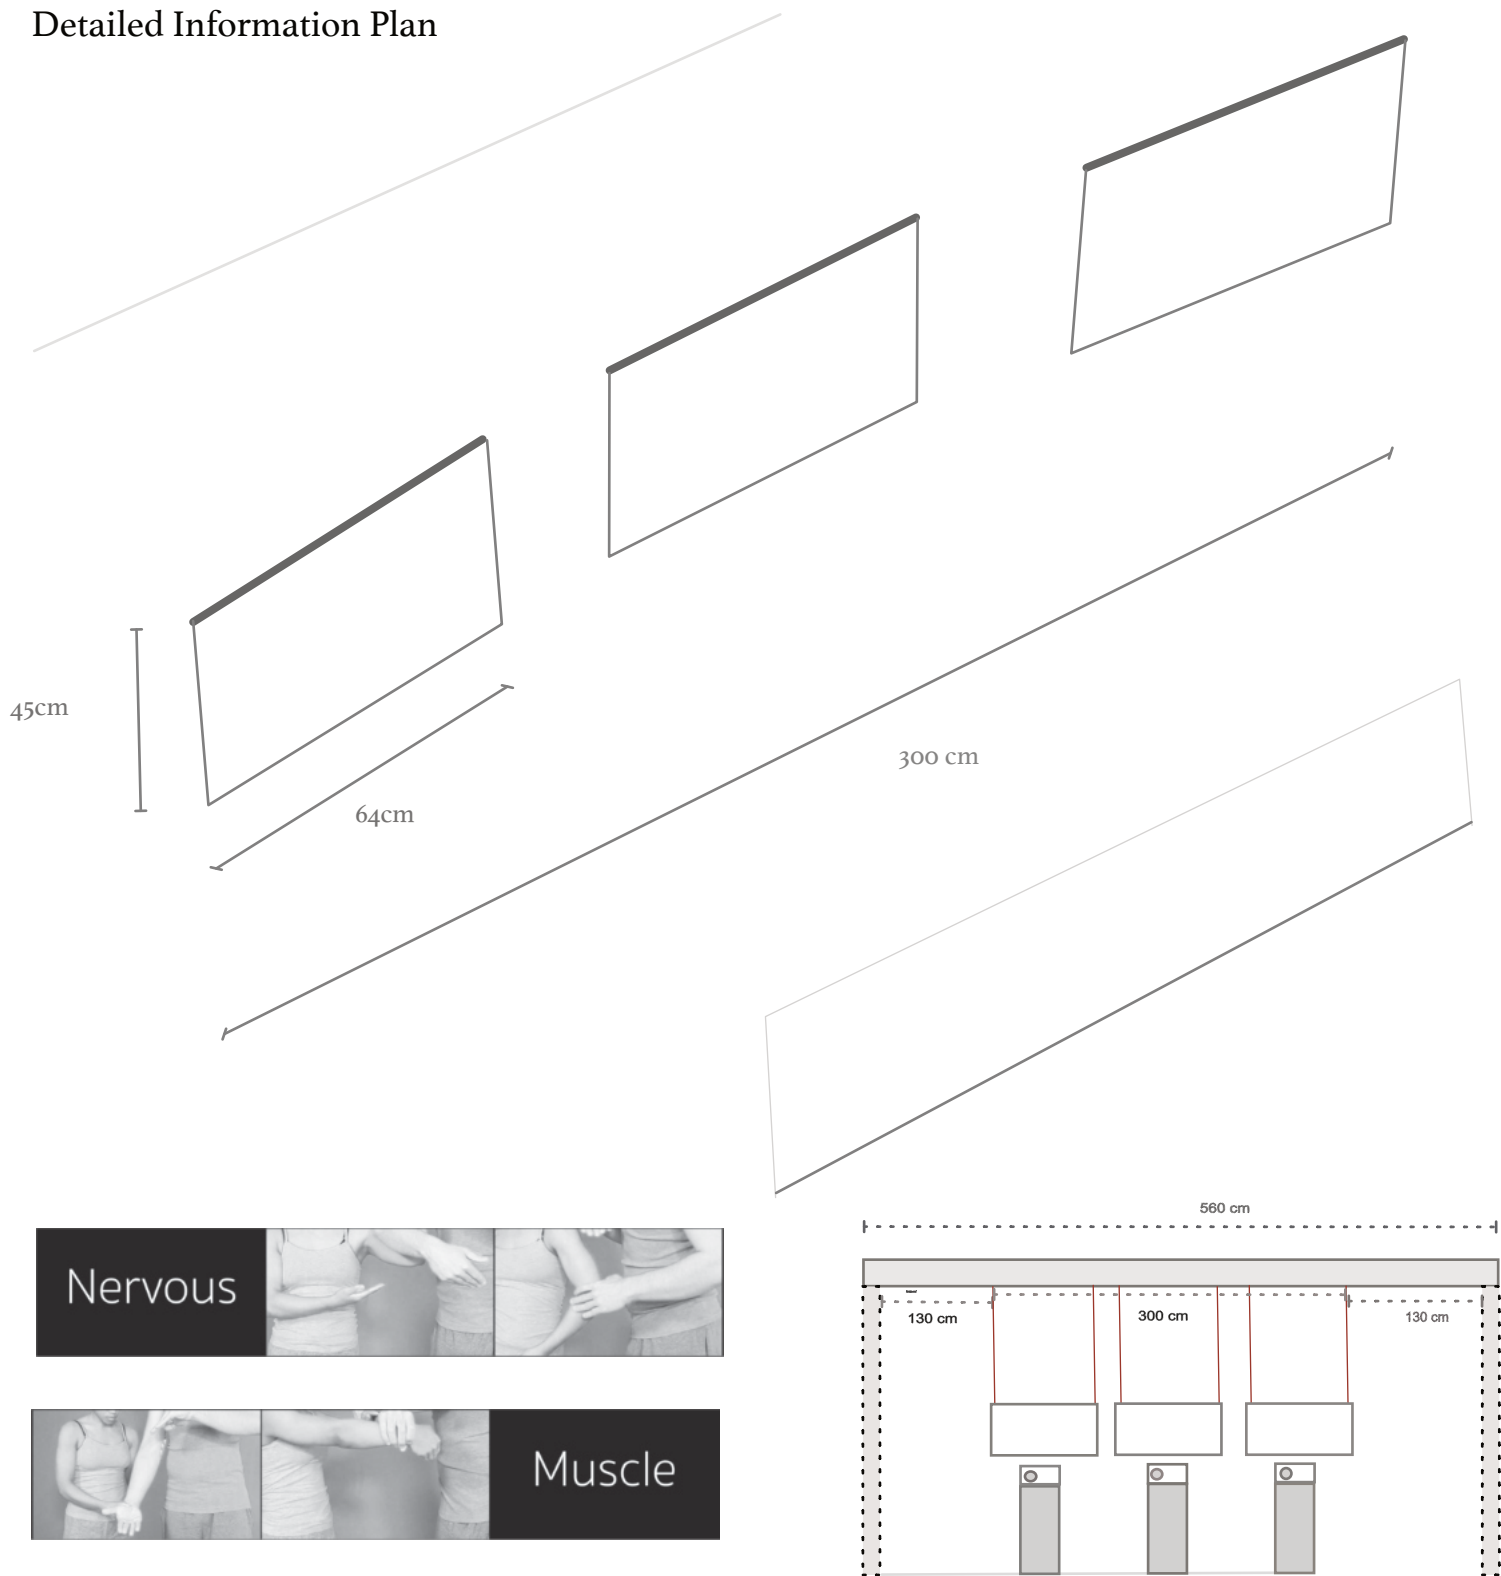 Detailed Information Plan
45cm
64cm
300 cm
Nervous
Muscle
560 cm
130 cm
300 cm
130 cm